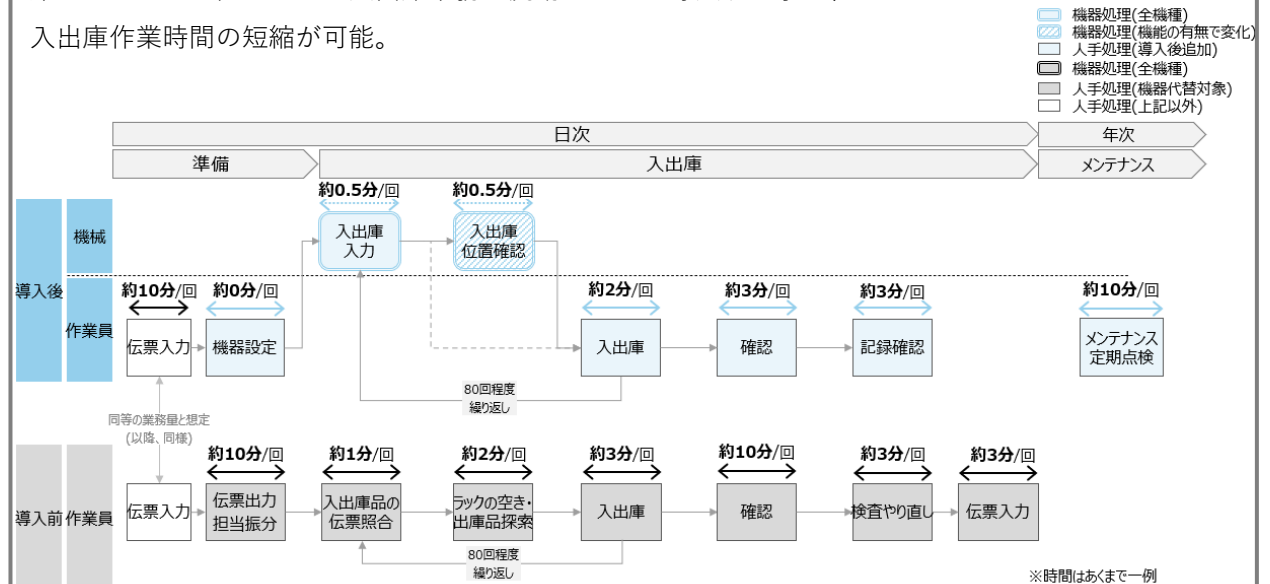 入出庫作業時間の短縮が可能。
機器処理(全機種)
機器処理(機能の有無で変化)
人手処理(導入後追加)
機器処理(全機種)
人手処理(機器代替対象)
人手処理(上記以外)
日次
年次
準備
入出庫
メンテナンス
約0.5分/回
約0.5分/回
導入後
機械
入出庫
入力
入出庫
位置確認
作業員
約10分/回
約0分/回
約2分/回
約3分/回
約3分/回
約10分/回
伝票入力
機器設定
入出庫
確認
記録確認
メンテナンス
定期点検
80回程度
繰り返し
同等の業務量と想定
(以降、同様)
約10分/回
約1分/回
約2分/回
約3分/回
約10分/回
約3分/回
約3分/回
導入前
作業員
伝票入力
伝票出力
担当振分
入出庫品の
伝票照合
ラックの空き・
出庫品探索
入出庫
確認
検査やり直し
伝票入力
80回程度
繰り返し
※時間はあくまで一例